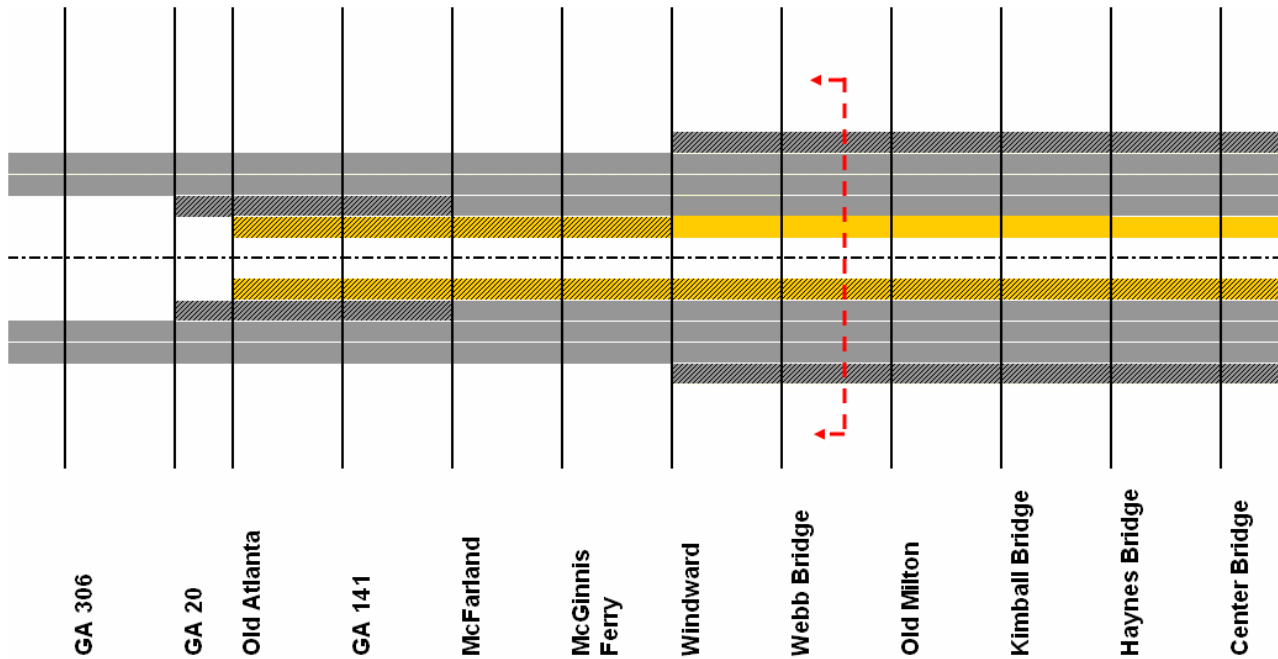 GA 306
GA 20
Old Atlanta
GA 141
McFarland
McGinnis
Ferry
Windward
Webb Bridge
Old Milton
Kimball Bridge
Haynes Bridge
Center Bridge